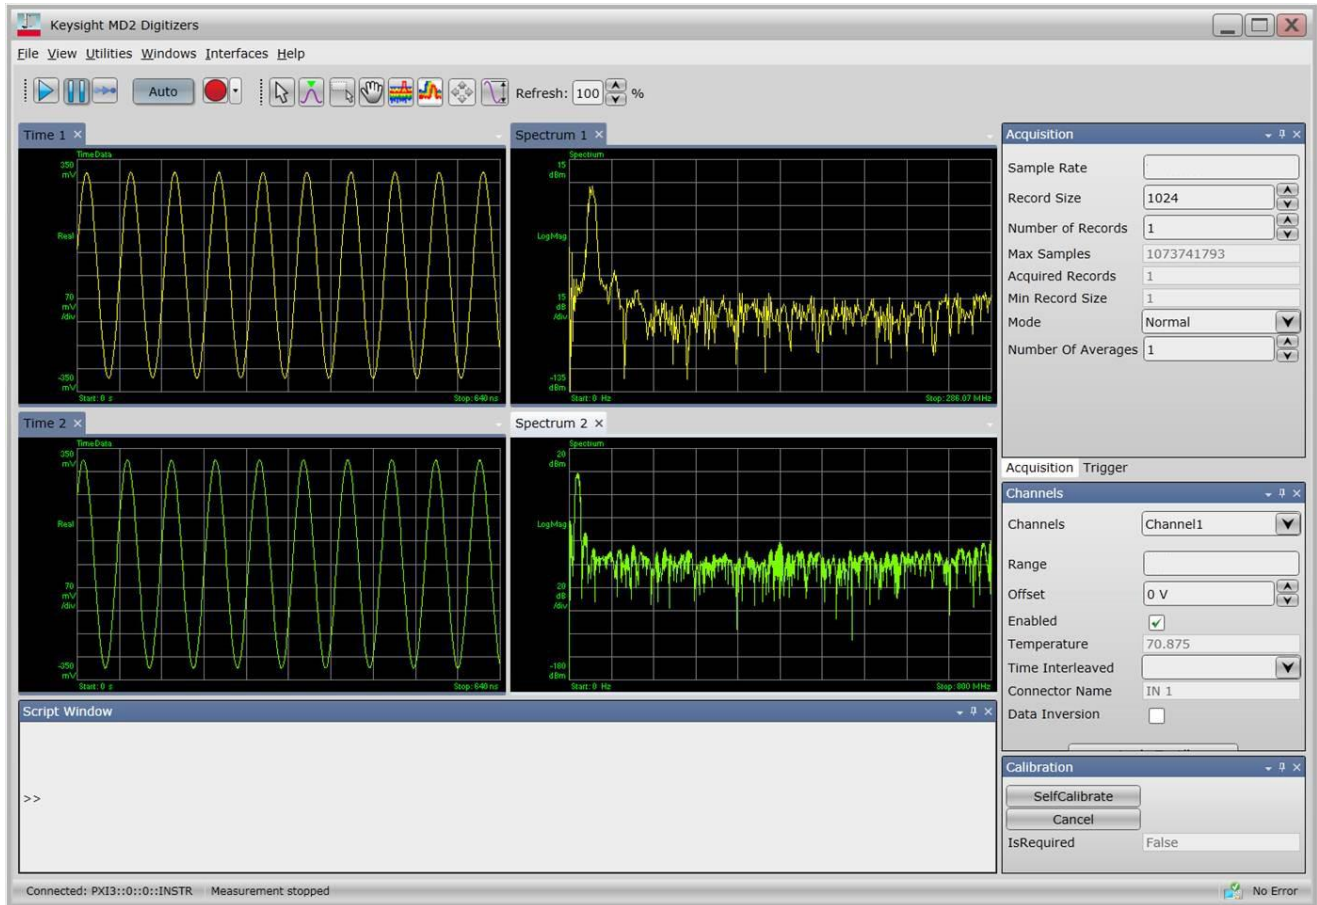 Keysight MD2 Digitizers
File View Utilities Windows Interfaces Help
Auto Refresh: 100 %
Time 1
TimeData
350
mV
Real
70
mV
/div
-350
mV
Start: 0 s Stop: 640 ns
Spectrum 1
Spectrum
15
dBm
LogMag
15
dB
/div
-135
dBm
Start: 0 Hz Stop: 286.07 MHz
Time 2
TimeData
350
mV
Real
70
mV
/div
-350
mV
Start: 0 s Stop: 640 ns
Spectrum 2
Spectrum
20
dBm
LogMag
20
dB
/div
-180
dBm
Start: 0 Hz Stop: 800 MHz
Script Window
>>
Acquisition
Sample Rate
Record Size 1024
Number of Records 1
Max Samples 1073741793
Acquired Records 1
Min Record Size 1
Mode Normal
Number Of Averages 1
Acquisition Trigger
Channels
Channels Channel1
Range
Offset 0 V
Enabled
Temperature 70.875
Time Interleaved
Connector Name IN 1
Data Inversion
Calibration
SelfCalibrate
Cancel
IsRequired False
Connected: PXI3::0::0::INSTR Measurement stopped No Error